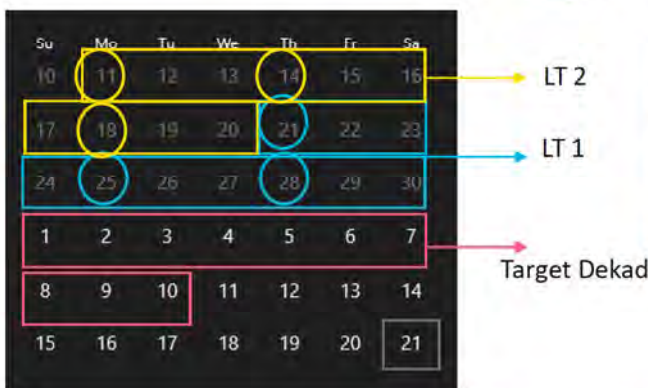 Su Mo Tu We Th Fr Sa
10 11 12 13 14 15 16
LT 2
17 18 19 20 21 22 23
LT 1
24 25 26 27 28 29 30
1 2 3 4 5 6 7
Target Dekad
8 9 10 11 12 13 14
15 16 17 18 19 20 21